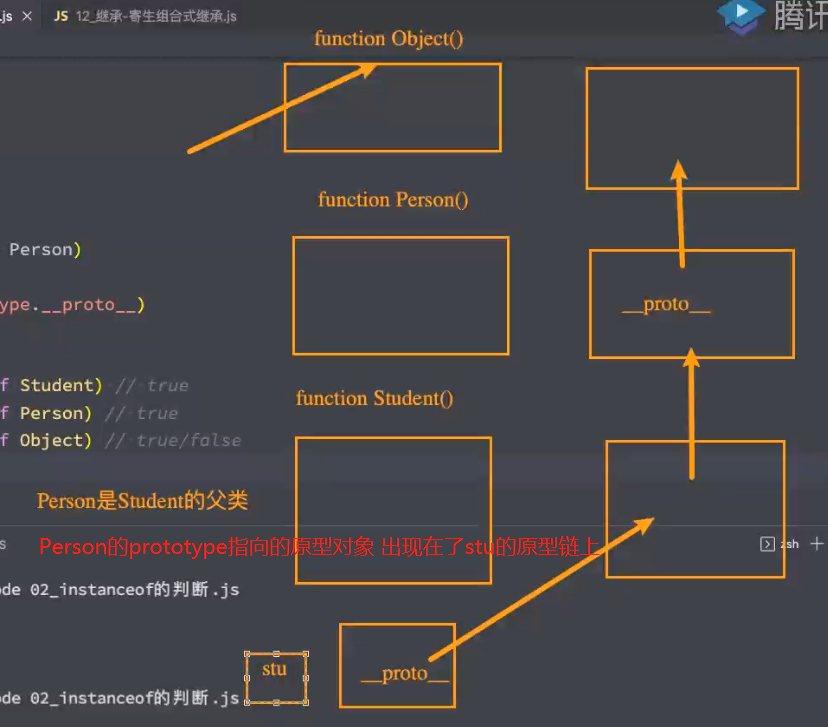 .js × JS 12_继承-寄生组合式继承.js
腾讯
function Object()
function Person()
Person)
ype.__proto__)
__proto__
f Student) // true
function Student()
f Person) // true
f Object) // true/false
Person是Student的父类
s
Person的prototype指向的原型对象 出现在了stu的原型链上
zsh +
de 02_instanceof的判断.js
stu
__proto__
ode 02_instanceof的判断.js